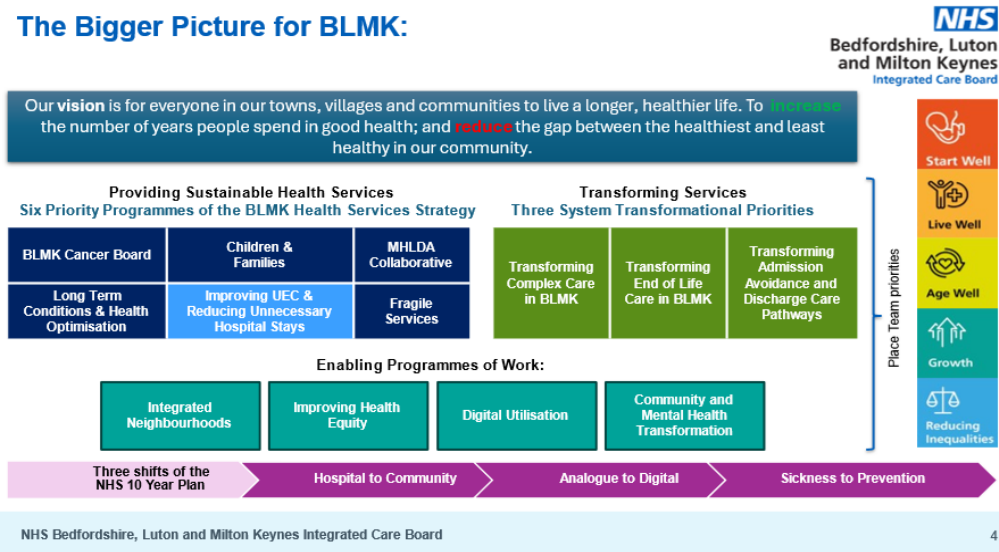 The Bigger Picture for BLMK:
NHS
Bedfordshire, Luton
and Milton Keynes
Integrated Care Board
Our vision is for everyone in our towns, villages and communities to live a longer, healthier life. To increase
the number of years people spend in good health; and reduce the gap between the healthiest and least
healthy in our community.
Providing Sustainable Health Services
Six Priority Programmes of the BLMK Health Services Strategy
BLMK Cancer Board
Children &
Families
MHLDA
Collaborative
Long Term
Conditions & Health
Optimisation
Improving UEC &
Reducing Unnecessary
Hospital Stays
Fragile
Services
Transforming Services
Three System Transformational Priorities
Transforming
Complex Care
in BLMK
Transforming
End of Life
Care in BLMK
Transforming
Admission
Avoidance and
Discharge Care
Pathways
Enabling Programmes of Work:
Integrated
Neighbourhoods
Improving Health
Equity
Digital Utilisation
Community and
Mental Health
Transformation
Place Team priorities
Start Well
Live Well
Age Well
Growth
Reducing
Inequalities
Three shifts of the
NHS 10 Year Plan
Hospital to Community
Analogue to Digital
Sickness to Prevention
NHS Bedfordshire, Luton and Milton Keynes Integrated Care Board
4